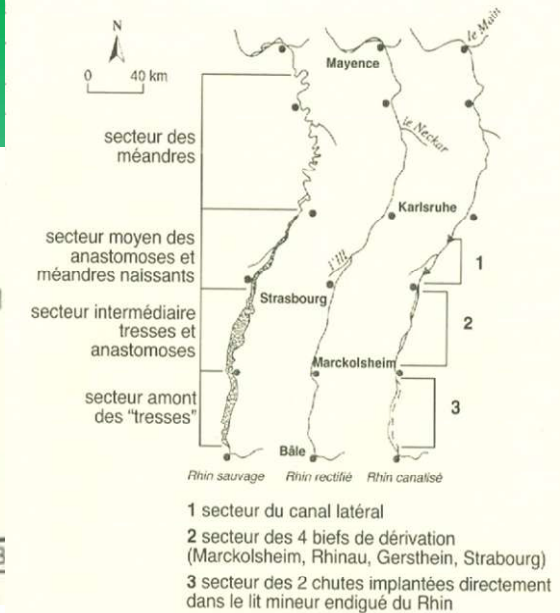 N
0 40 km
le Main
Mayence
secteur des
méandres
le Neckar
Karlsruhe
secteur moyen des
anastomoses et
méandres naissants
l'Ill
1
Strasbourg
secteur intermédiaire
tresses et
anastomoses
2
Marckolsheim
secteur amont
des "tresses"
3
Bâle
Rhin sauvage Rhin rectifié Rhin canalisé
1 secteur du canal latéral
2 secteur des 4 biefs de dérivation
(Marckolsheim, Rhinau, Gersthein, Strabourg)
3 secteur des 2 chutes implantées directement
dans le lit mineur endigué du Rhin